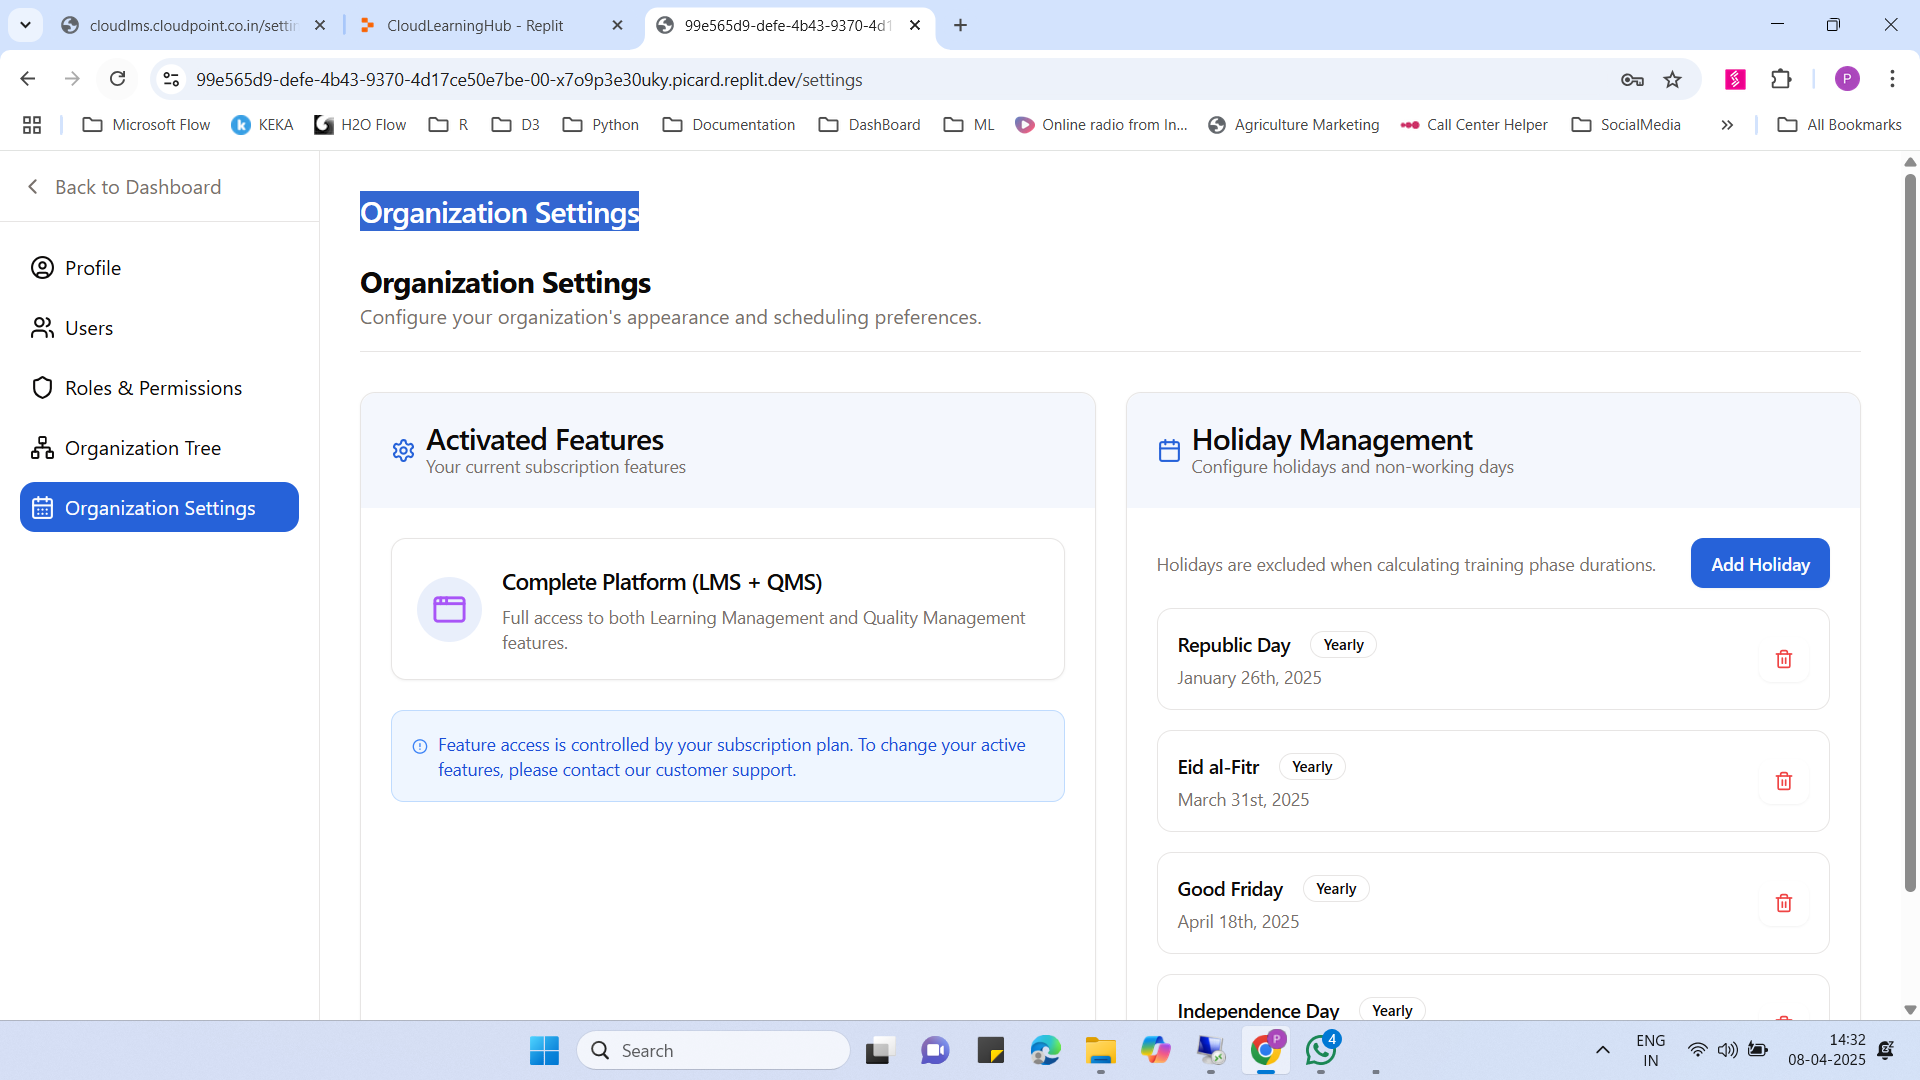 cloudlms.cloudpoint.co.in/settin
CloudLearningHub - Replit
99e565d9-defe-4b43-9370-4d1
99e565d9-defe-4b43-9370-4d17ce50e7be-00-x7o9p3e30uky.picard.replit.dev/settings
P
Microsoft Flow
KEKA
H2O Flow
R
D3
Python
Documentation
DashBoard
ML
Online radio from In...
Agriculture Marketing
Call Center Helper
SocialMedia
All Bookmarks
Back to Dashboard
Profile
Users
Roles & Permissions
Organization Tree
Organization Settings
Organization Settings
Organization Settings
Configure your organization's appearance and scheduling preferences.
Activated Features
Your current subscription features
Complete Platform (LMS + QMS)
Full access to both Learning Management and Quality Management
features.
Feature access is controlled by your subscription plan. To change your active
features, please contact our customer support.
Holiday Management
Configure holidays and non-working days
Holidays are excluded when calculating training phase durations.
Add Holiday
Republic Day
Yearly
January 26th, 2025
Eid al-Fitr
Yearly
March 31st, 2025
Good Friday
Yearly
April 18th, 2025
Independence Day
Yearly
Search
P
4
ENG
IN
14:32
08-04-2025